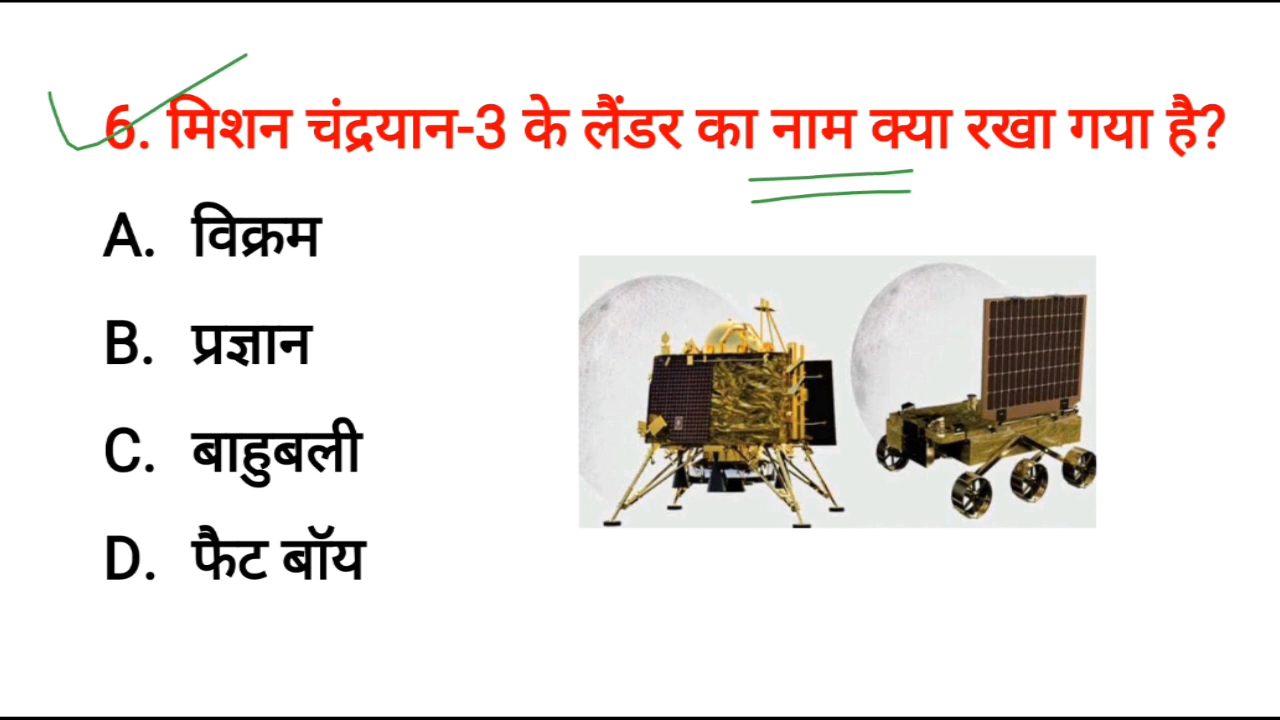 6. मिशन चंद्रयान-3 के लैंडर का नाम क्या रखा गया है?
A. विक्रम
B. प्रज्ञान
C. बाहुबली
D. फैट बॉय